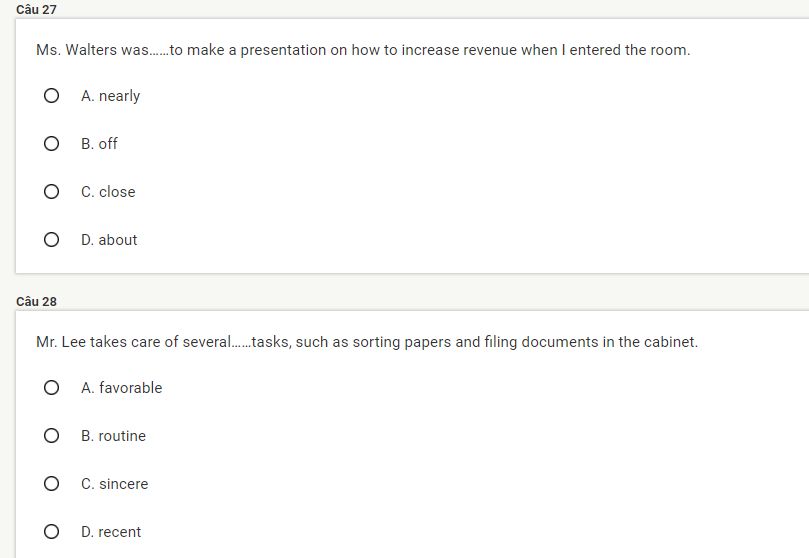 Câu 27
Ms. Walters was......to make a presentation on how to increase revenue when I entered the room.
A. nearly
B. off
C. close
D. about
Câu 28
Mr. Lee takes care of several......tasks, such as sorting papers and filing documents in the cabinet.
A. favorable
B. routine
C. sincere
D. recent